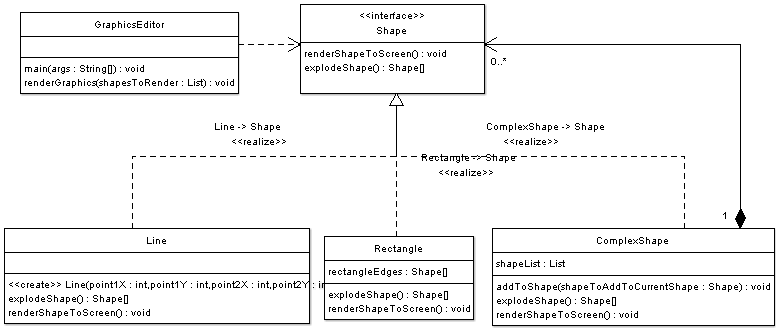 GraphicsEditor
main(args : String[]) : void
renderGraphics(shapesToRender : List) : void
<<interface>>
Shape
renderShapeToScreen() : void
explodeShape() : Shape[]
0..*
Line -> Shape
<<realize>>
ComplexShape -> Shape
<<realize>>
Rectangle -> Shape
<<realize>>
1
Line
<<create>> Line(point1X : int,point1Y : int,point2X : int,point2Y : in
explodeShape() : Shape[]
renderShapeToScreen() : void
Rectangle
rectangleEdges : Shape[]
explodeShape() : Shape[]
renderShapeToScreen() : void
ComplexShape
shapeList : List
addToShape(shapeToAddToCurrentShape : Shape) : void
explodeShape() : Shape[]
renderShapeToScreen() : void